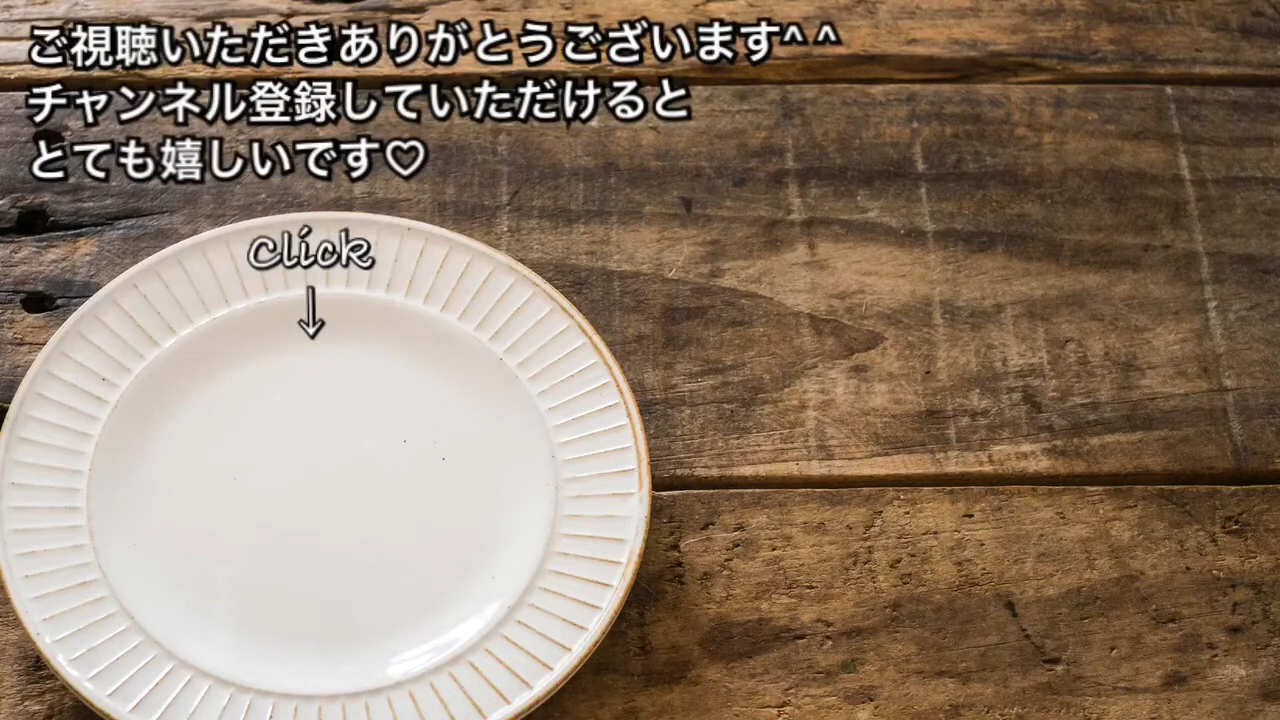 ご視聴いただきありがとうございます^ ^
チャンネル登録していただけると
とても嬉しいです♡
click
↓